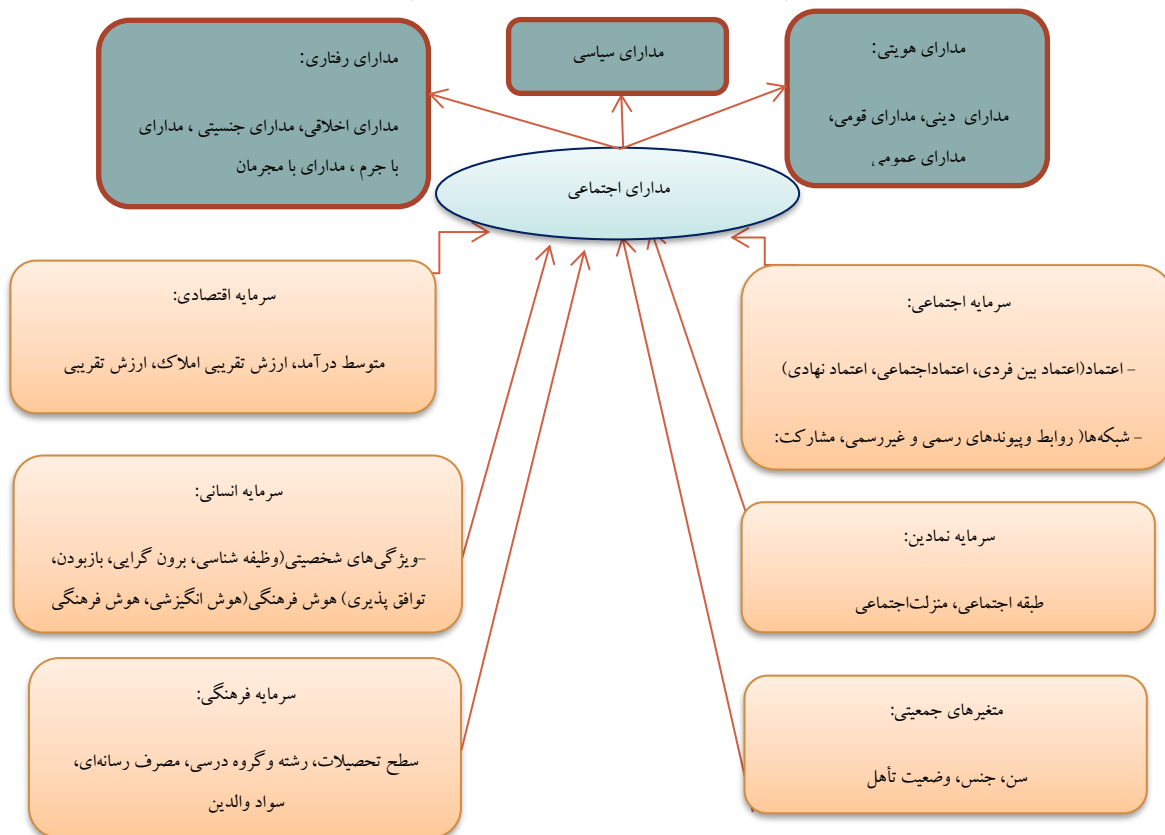 مدارای هویتی:
مدارای دینی، مدارای قومی،
مدارای عمومی
مدارای سیاسی
مدارای رفتاری:
مدارای اخلاقی، مدارای جنسیتی ، مدارای
با جرم ، مدارای با مجرمان
مدارای اجتماعی
سرمایه اجتماعی:
- اعتماد(اعتماد بین فردی، اعتماداجتماعی، اعتماد نهادی)
- شبکه‌ها( روابط وپیوندهای رسمی و غیررسمی، مشارکت:
سرمایه اقتصادی:
متوسط درآمد، ارزش تقریبی املاک، ارزش تقریبی
سرمایه نمادین:
طبقه اجتماعی، منزلت‌اجتماعی
سرمایه انسانی:
-ویژگی‌های شخصیتی(وظیفه شناسی، برون گرایی، بازبودن،
توافق پذیری) هوش فرهنگی(هوش انگیزشی، هوش فرهنگی
متغیرهای جمعیتی:
سن، جنس، وضعیت تأهل
سرمایه فرهنگی:
سطح تحصیلات، رشته وگروه درسی، مصرف رسانه‌ای،
سواد والدین